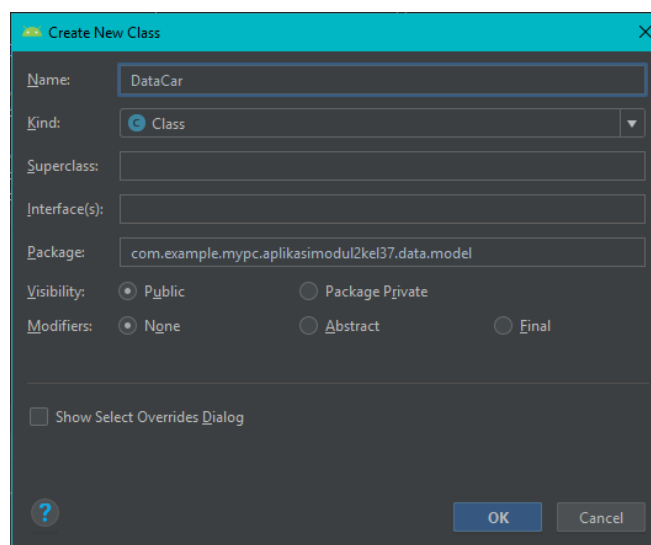 Create New Class
Name: DataCar
Kind: C Class
Superclass:
Interface(s):
Package: com.example.mypc.aplikasimodul2kel37.data.model
Visibility: Public Package Private
Modifiers: None Abstract Final
Show Select Overrides Dialog
? OK Cancel